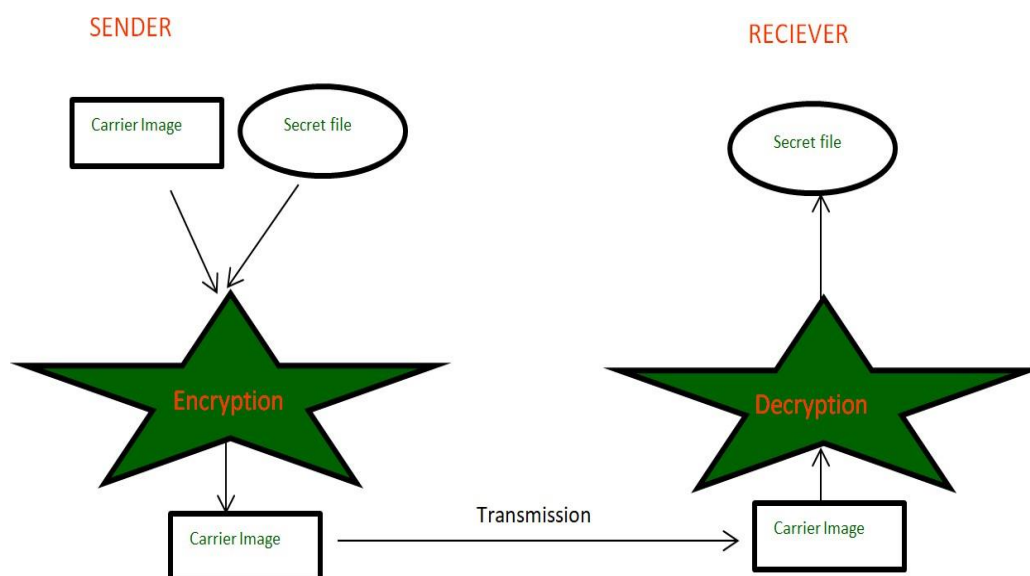 SENDER
RECIEVER
Carrier Image
Secret file
Secret file
Encryption
Decryption
Carrier Image
Transmission
Carrier Image